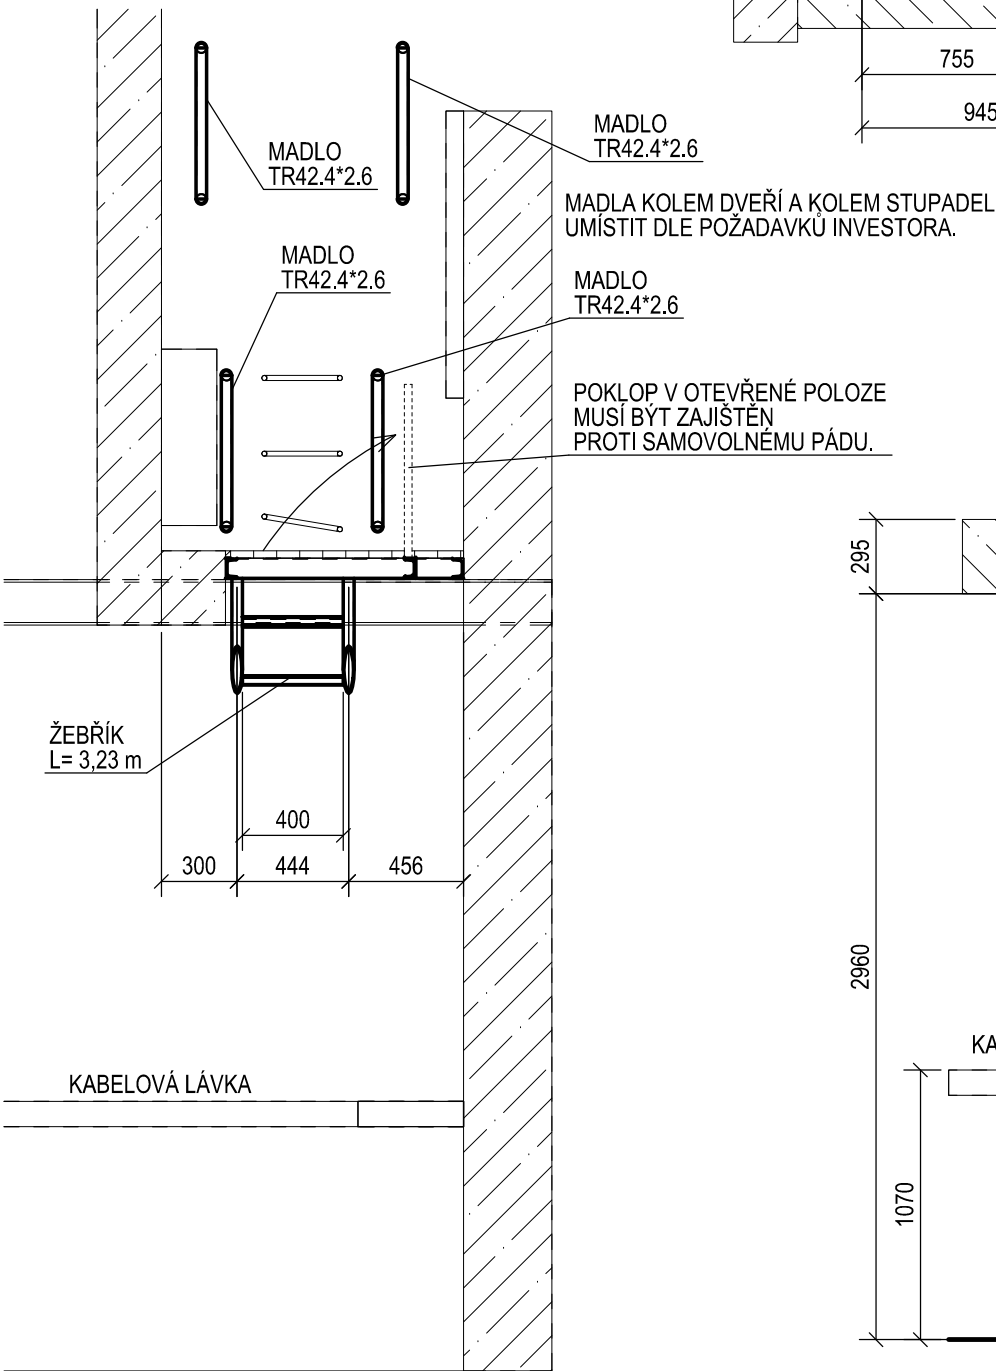 755
945
MADLO
TR42.4*2.6
MADLO
TR42.4*2.6
MADLA KOLEM DVEŘÍ A KOLEM STUPADEL
UMÍSTIT DLE POŽADAVKŮ INVESTORA.
MADLO
TR42.4*2.6
MADLO
TR42.4*2.6
POKLOP V OTEVŘENÉ POLOZE
MUSÍ BÝT ZAJIŠTĚN
PROTI SAMOVOLNÉMU PÁDU.
295
ŽEBŘÍK
L= 3,23 m
400
300
444
456
2960
KABELOVÁ LÁVKA
KA
1070